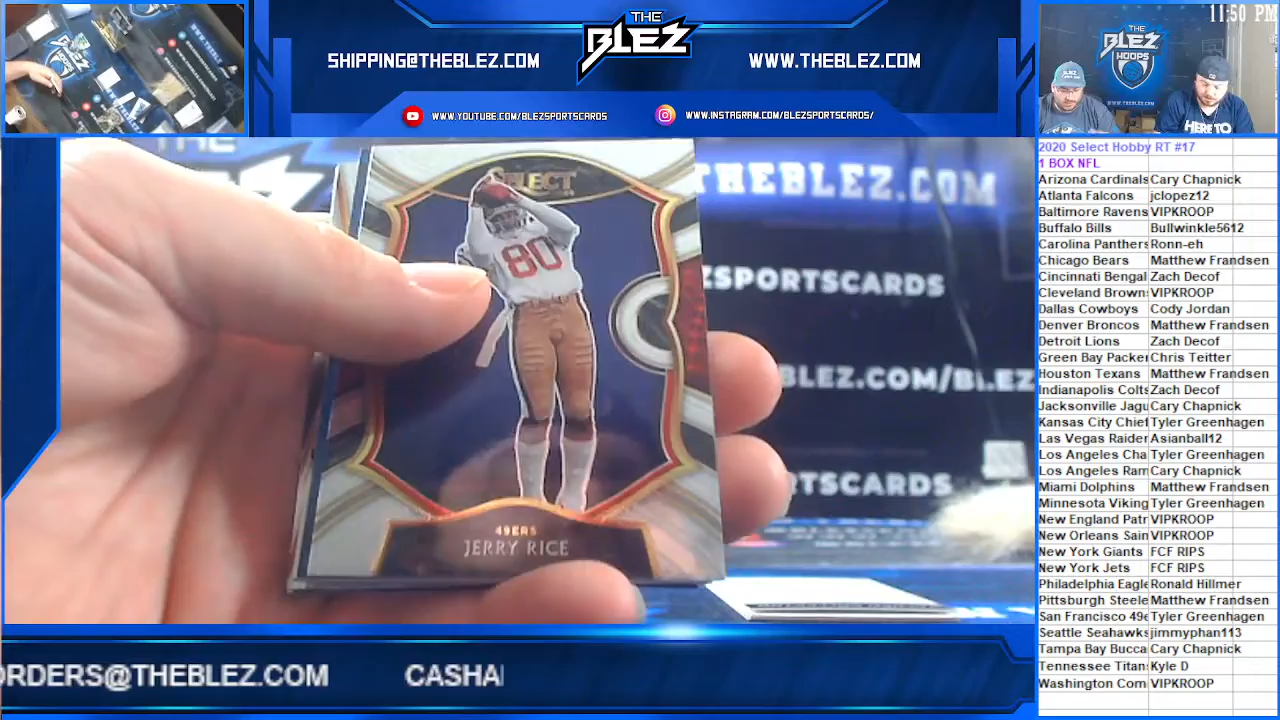 THE
BLEZ
SHIPPING@THEBLEZ.COM
WWW.THEBLEZ.COM
WWW.YOUTUBE.COM/BLEZSPORTSCARDS
WWW.INSTAGRAM.COM/BLEZSPORTSCARDS/
11:50 PM
THE
BLEZ
HOOPS
WWW.THEBLEZ.COM
HERE TO
SELECT
80
49ERS
JERRY RICE
THE
THEBLEZ.COM
ZSPORTSCARDS
BLEZ.COM/BLEZ
RTSCARDS
2020 Select Hobby RT #17
1 BOX NFL
Arizona Cardinals Cary Chapnick
Atlanta Falcons jclopez12
Baltimore Ravens VIPKROOP
Buffalo Bills Bullwinkle5612
Carolina Panthers Ronn-eh
Chicago Bears Matthew Frandsen
Cincinnati Bengal Zach Decof
Cleveland Brown VIPKROOP
Dallas Cowboys Cody Jordan
Denver Broncos Matthew Frandsen
Detroit Lions Zach Decof
Green Bay Packer Chris Teitter
Houston Texans Matthew Frandsen
Indianapolis Colts Zach Decof
Jacksonville Jagu Cary Chapnick
Kansas City Chief Tyler Greenhagen
Las Vegas Raider Asianball12
Los Angeles Cha Tyler Greenhagen
Los Angeles Ram Cary Chapnick
Miami Dolphins Matthew Frandsen
Minnesota Viking Tyler Greenhagen
New England Patr VIPKROOP
New Orleans Sain VIPKROOP
New York Giants FCF RIPS
New York Jets FCF RIPS
Philadelphia Eagle Ronald Hillmer
Pittsburgh Steele Matthew Frandsen
San Francisco 49e Tyler Greenhagen
Seattle Seahawks jimmyphan113
Tampa Bay Bucca Cary Chapnick
Tennessee Titan Kyle D
Washington Com VIPKROOP
ORDERS@THEBLEZ.COM CASHA